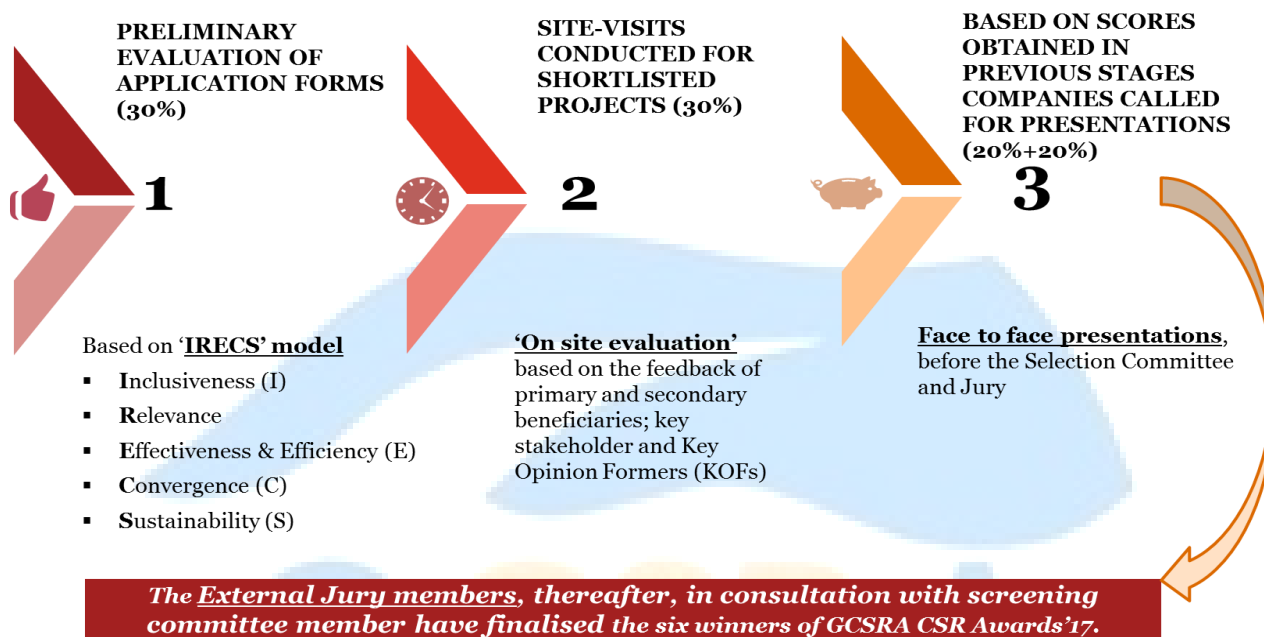 PRELIMINARY
EVALUATION OF
APPLICATION FORMS
(30%)
1
SITE-VISITS
CONDUCTED FOR
SHORTLISTED
PROJECTS (30%)
2
BASED ON SCORES
OBTAINED IN
PREVIOUS STAGES
COMPANIES CALLED
FOR PRESENTATIONS
(20%+20%)
3
Based on ‘IRECS’ model
▪ Inclusiveness (I)
▪ Relevance
▪ Effectiveness & Efficiency (E)
▪ Convergence (C)
▪ Sustainability (S)
‘On site evaluation’
based on the feedback of
primary and secondary
beneficiaries; key
stakeholder and Key
Opinion Formers (KOFs)
Face to face presentations,
before the Selection Committee
and Jury
The External Jury members, thereafter, in consultation with screening
committee member have finalised the six winners of GCSRA CSR Awards’17.